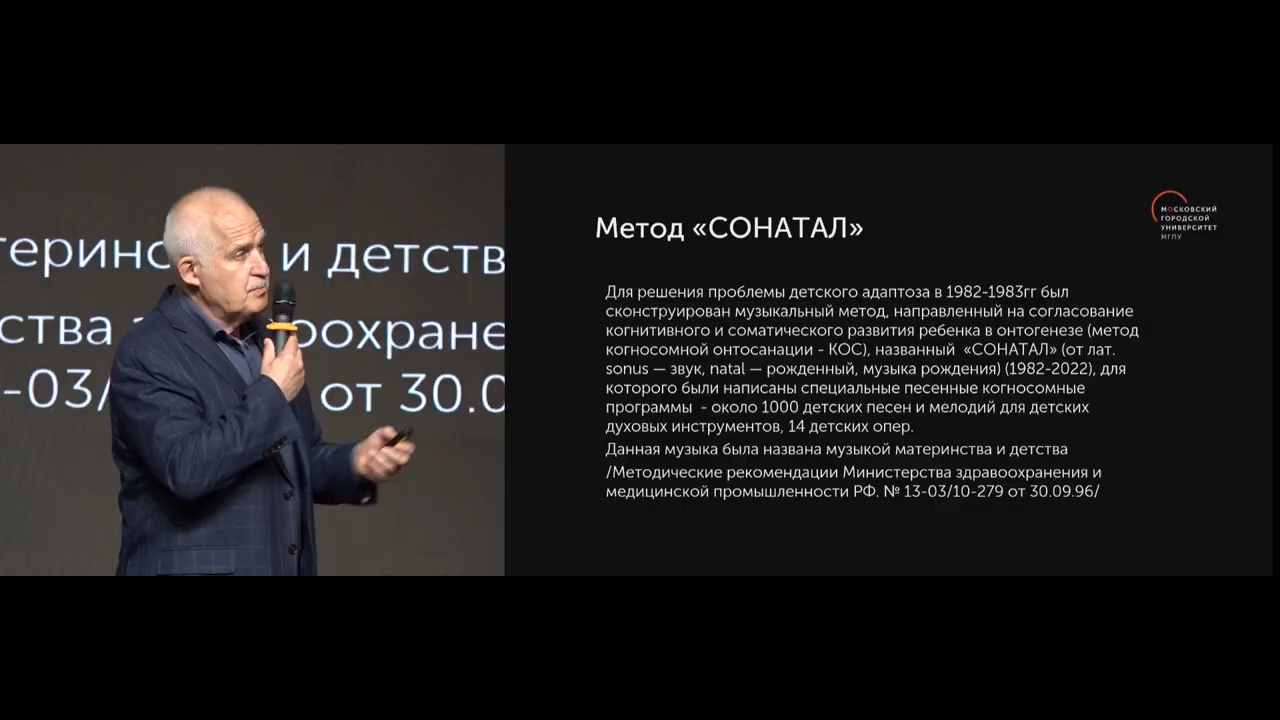 и детств
ства
оохране
-03/
от 30.0
Метод «СОНАТАЛ»
МОСКОВСКИЙ
ГОРОДСКОЙ
УНИВЕРСИТЕТ
МГПУ
Для решения проблемы детского адаптоза в 1982-1983гг был
сконструирован музыкальный метод, направленный на согласование
когнитивного и соматического развития ребенка в онтогенезе (метод
когносомной онтосанации - КОС), названный «СОНАТАЛ» (от лат.
sonus — звук, natal — рожденный, музыка рождения) (1982-2022), для
которого были написаны специальные песенные когносомные
программы - около 1000 детских песен и мелодий для детских
духовых инструментов, 14 детских опер.
Данная музыка была названа музыкой материнства и детства
/Методические рекомендации Министерства здравоохранения и
медицинской промышленности РФ. № 13-03/10-279 от 30.09.96/